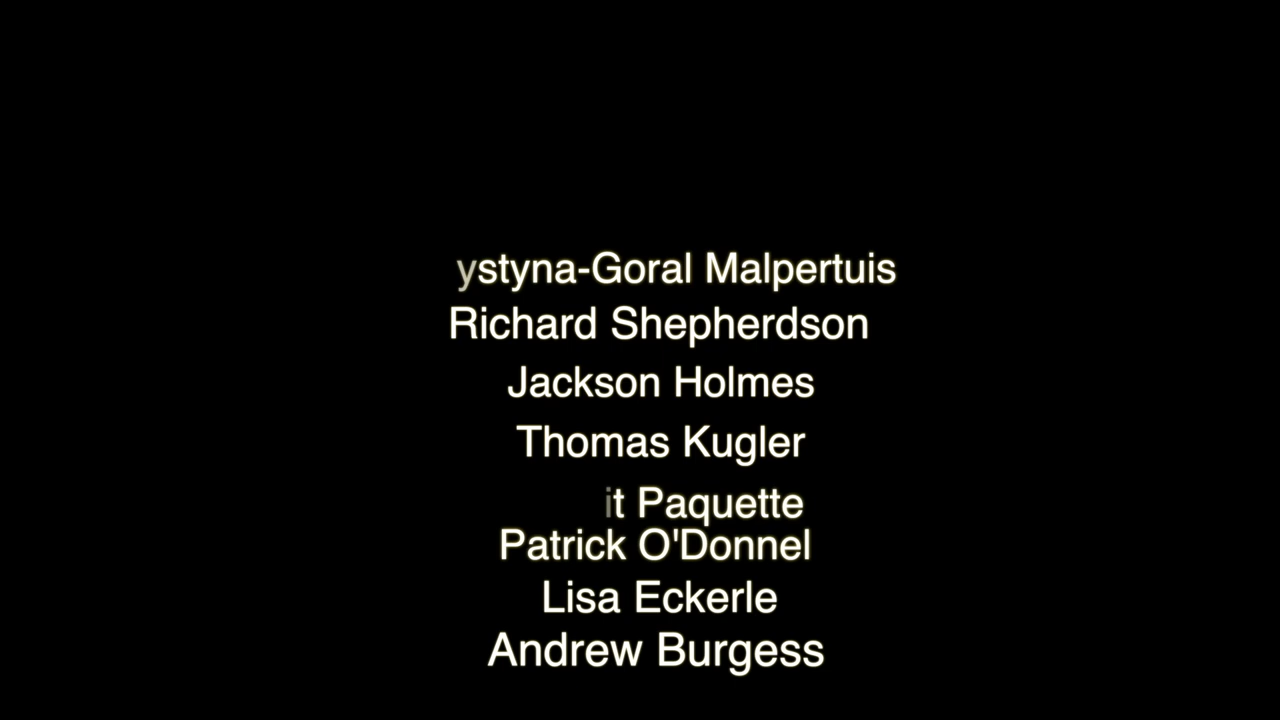 ystyna-Goral Malpertuis
Richard Shepherdson
Jackson Holmes
Thomas Kugler
it Paquette
Patrick O'Donnel
Lisa Eckerle
Andrew Burgess